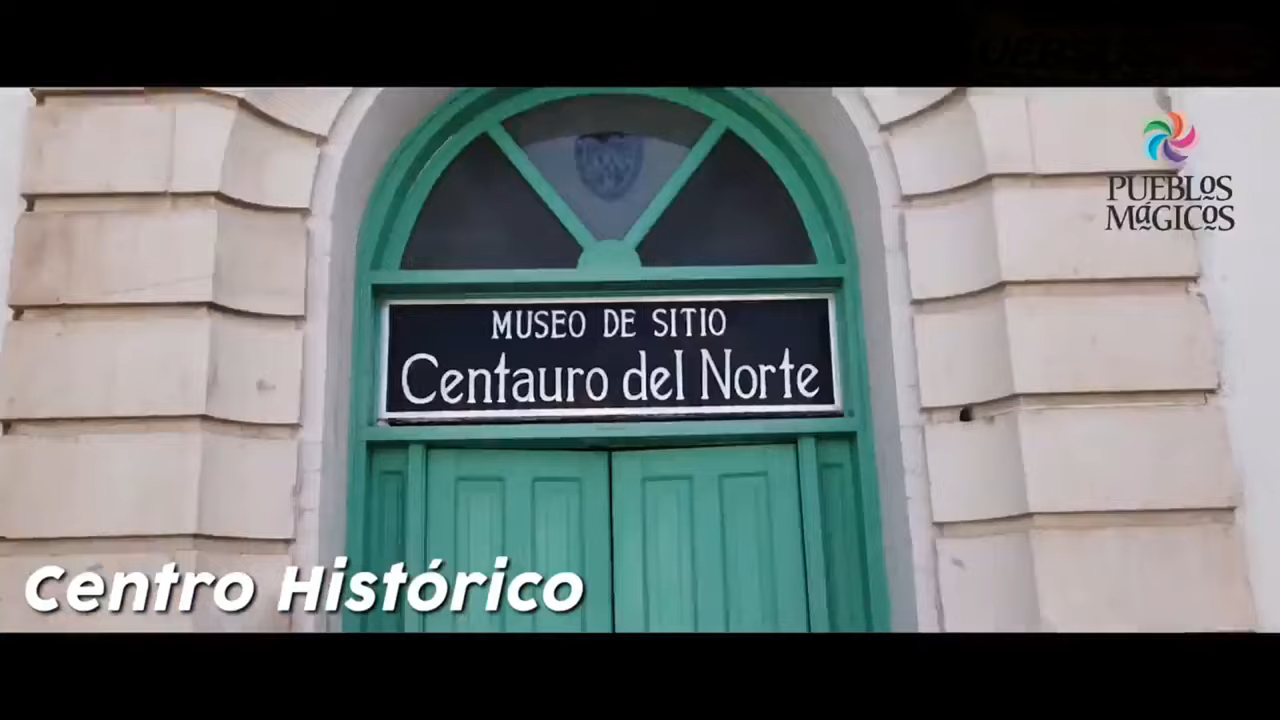 PUEBLOS
MÁGICOS
MUSEO DE SITIO
Centauro del Norte
Centro Histórico